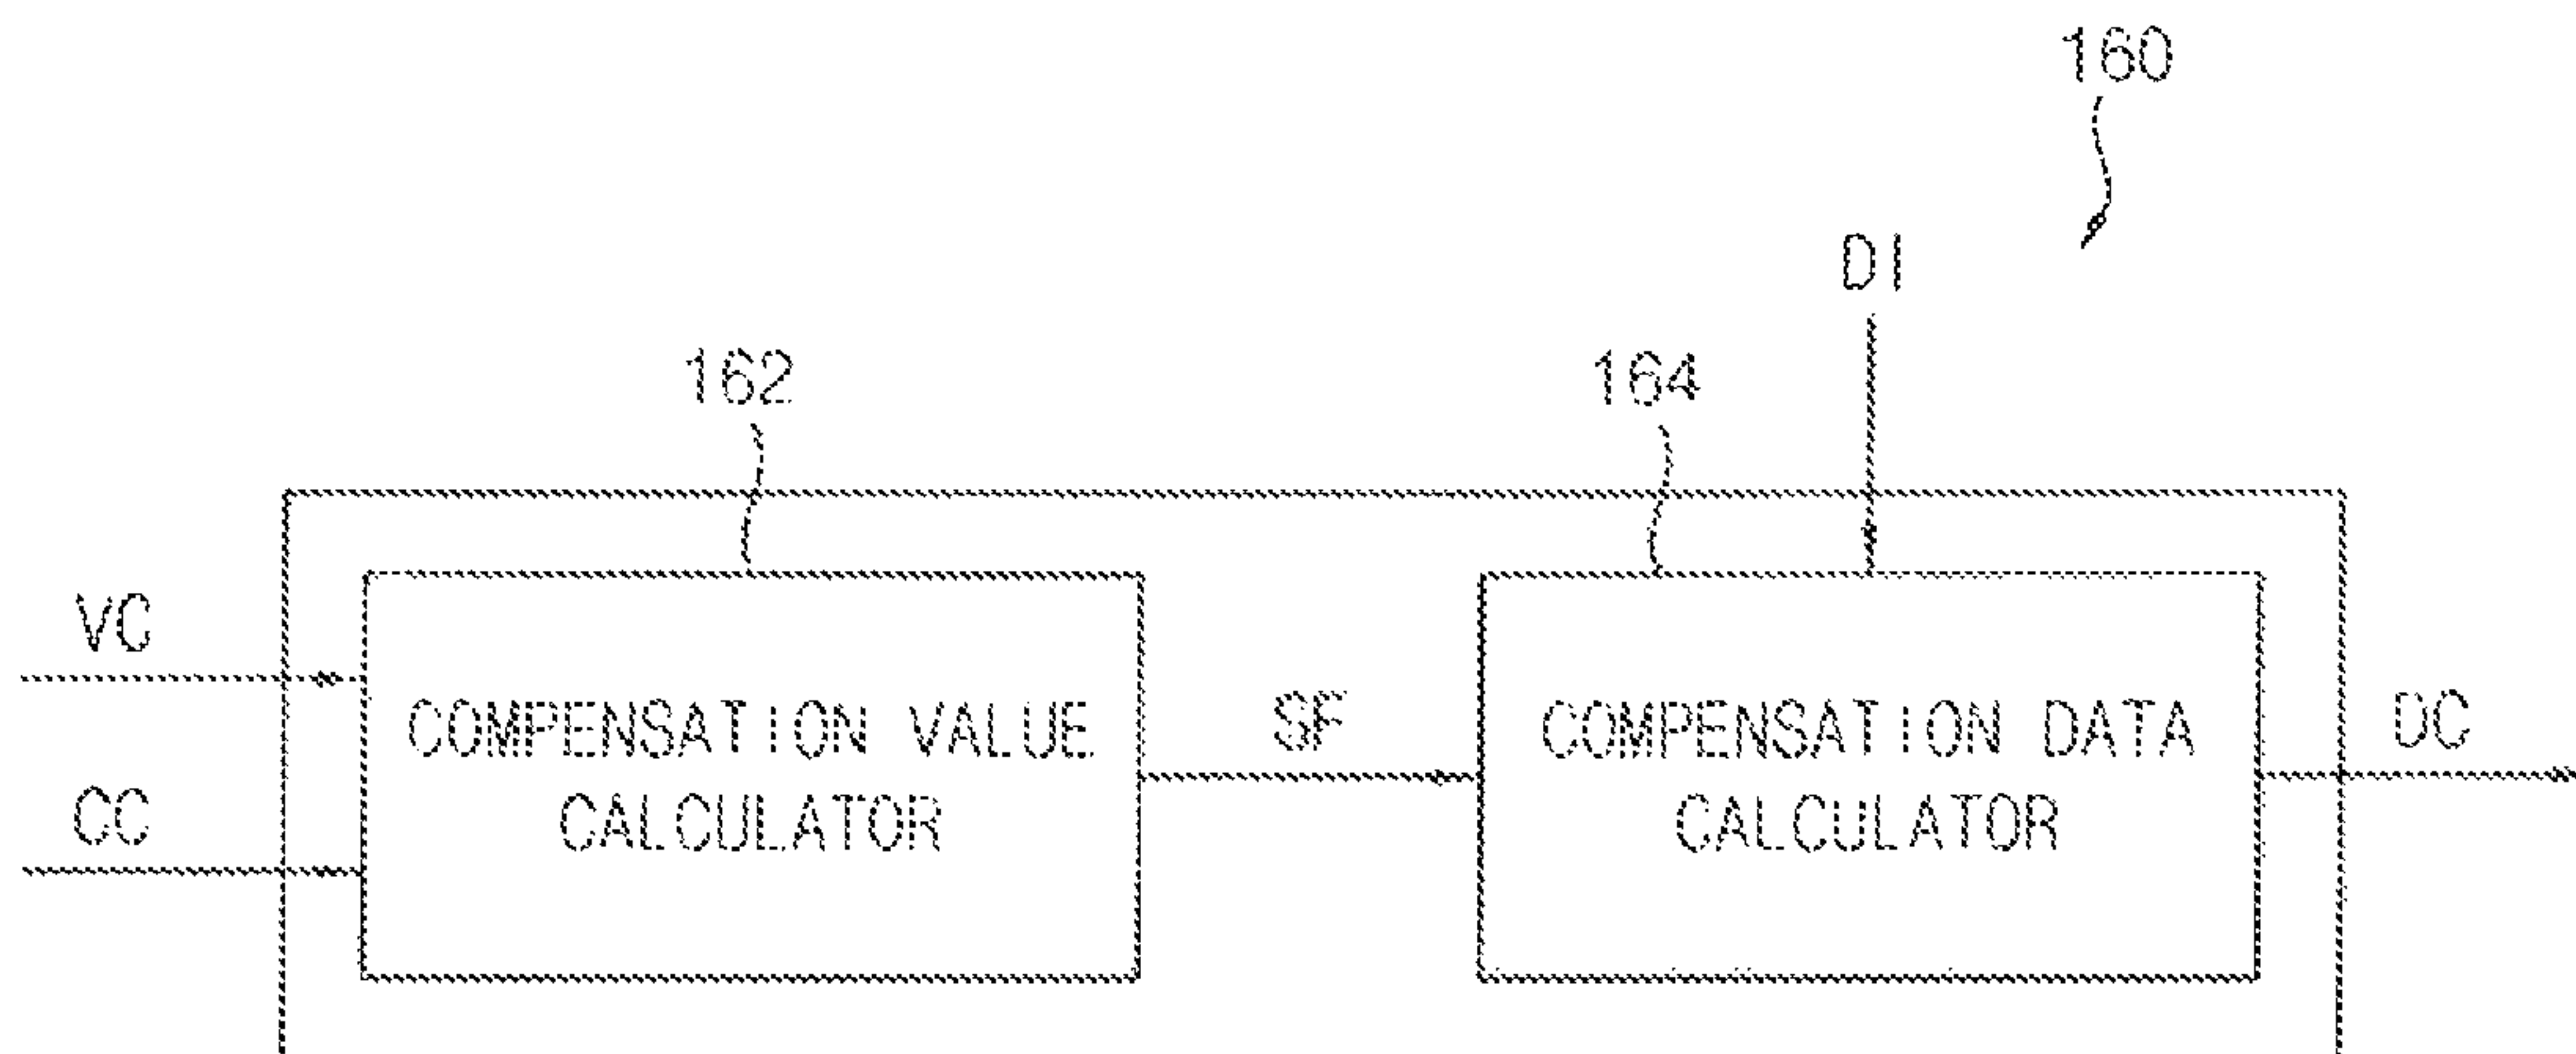 160
DI
162
164
VC
CC
COMPENSATION VALUE
CALCULATOR
SF
COMPENSATION DATA
CALCULATOR
DC